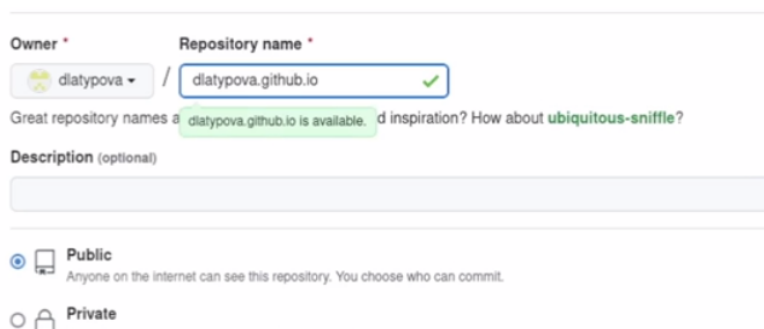 Owner * Repository name *
dlatypova / dlatypova.github.io
Great repository names a d inspiration? How about ubiquitous-sniffle?
dlatypova.github.io is available.
Description (optional)
Public
Anyone on the internet can see this repository. You choose who can commit.
Private